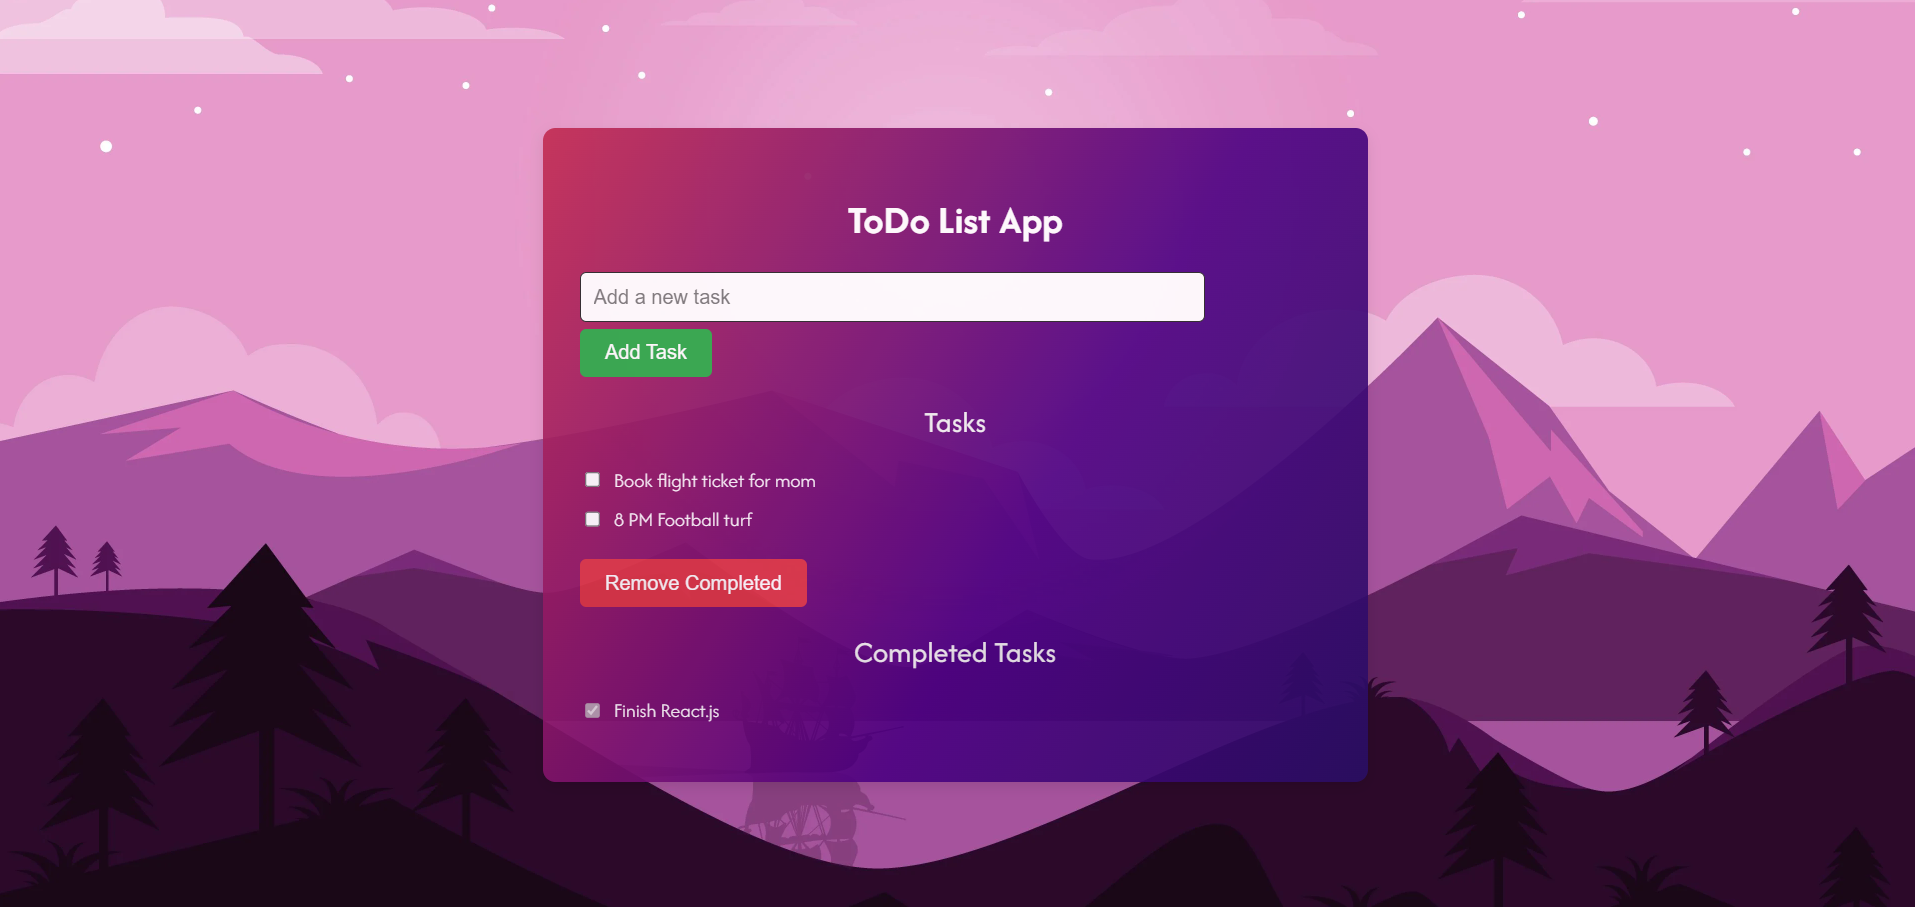 ToDo List App
Add a new task
Add Task
Tasks
Book flight ticket for mom
8 PM Football turf
Remove Completed
Completed Tasks
Finish React.js